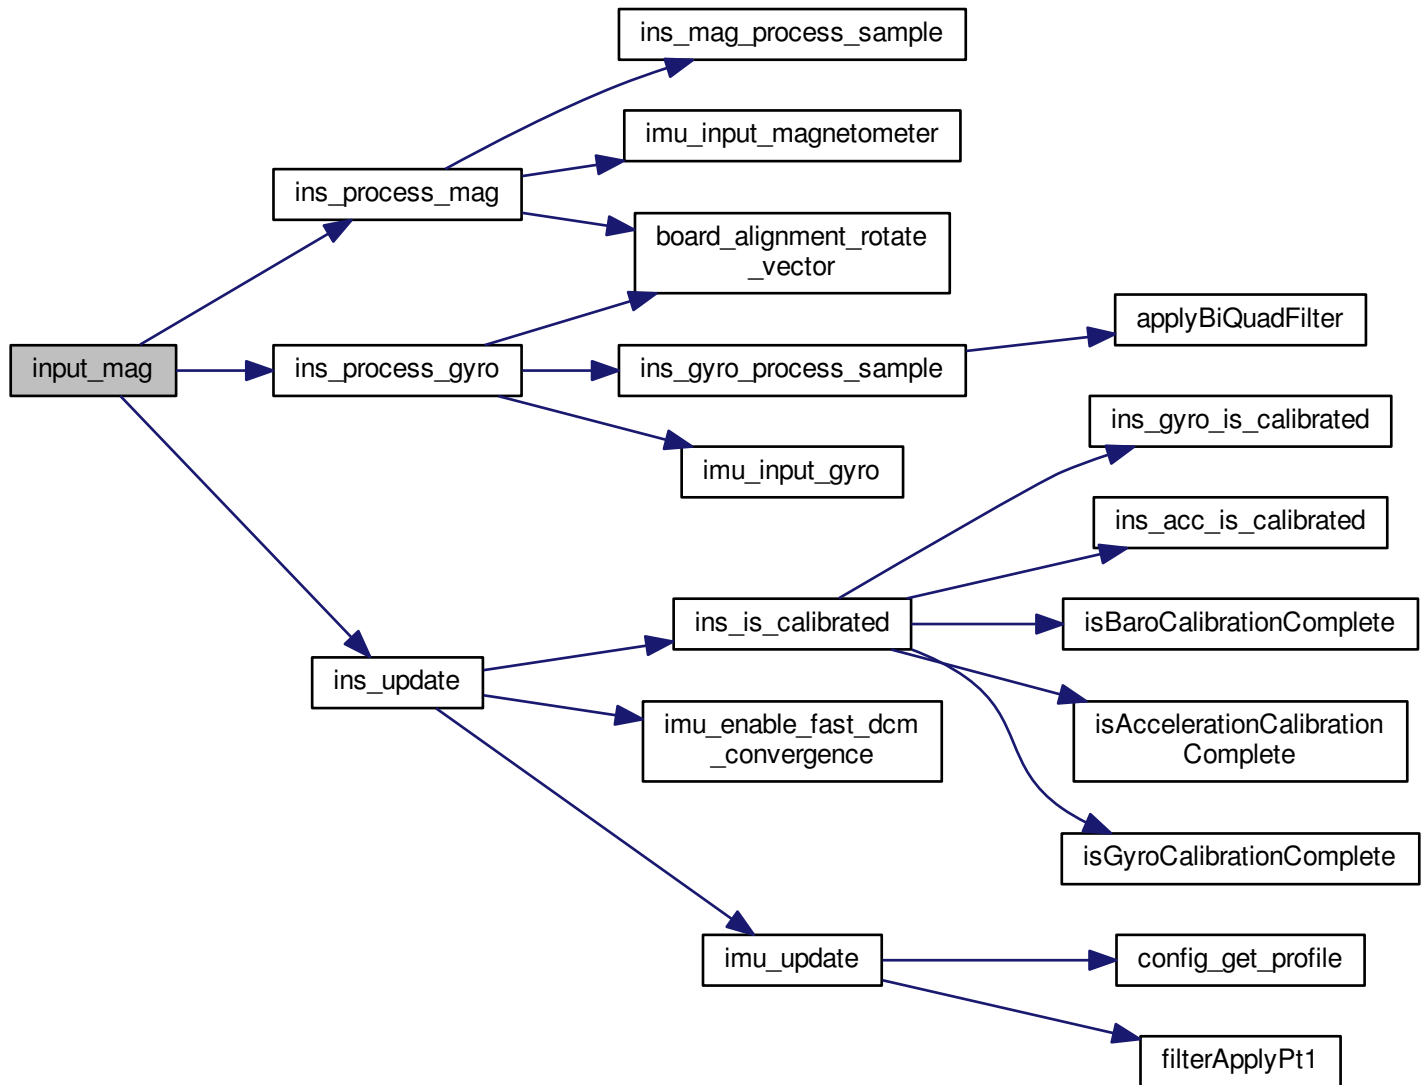 ins_mag_process_sample
imu_input_magnetometer
ins_process_mag
board_alignment_rotate
_vector
applyBiQuadFilter
input_mag
ins_process_gyro
ins_gyro_process_sample
ins_gyro_is_calibrated
imu_input_gyro
ins_acc_is_calibrated
ins_is_calibrated
isBaroCalibrationComplete
ins_update
imu_enable_fast_dcm
_convergence
isAccelerationCalibration
Complete
isGyroCalibrationComplete
imu_update
config_get_profile
filterApplyPt1